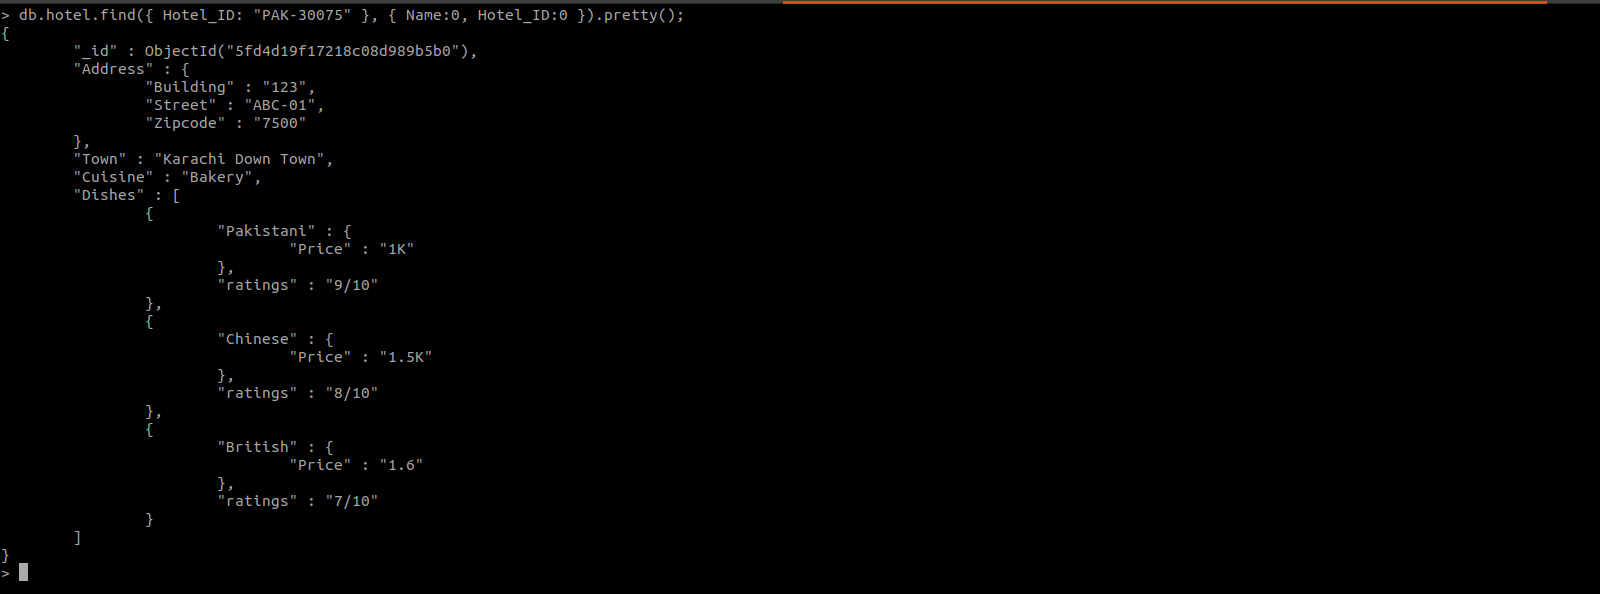 > db.hotel.find({ Hotel_ID: "PAK-30075" }, { Name:0, Hotel_ID:0 }).pretty();
{
        "_id" : ObjectId("5fd4d19f17218c08d989b5b0"),
        "Address" : {
                "Building" : "123",
                "Street" : "ABC-01",
                "Zipcode" : "7500"
        },
        "Town" : "Karachi Down Town",
        "Cuisine" : "Bakery",
        "Dishes" : [
                {
                        "Pakistani" : {
                                "Price" : "1K"
                        },
                        "ratings" : "9/10"
                },
                {
                        "Chinese" : {
                                "Price" : "1.5K"
                        },
                        "ratings" : "8/10"
                },
                {
                        "British" : {
                                "Price" : "1.6"
                        },
                        "ratings" : "7/10"
                }
        ]
}
>